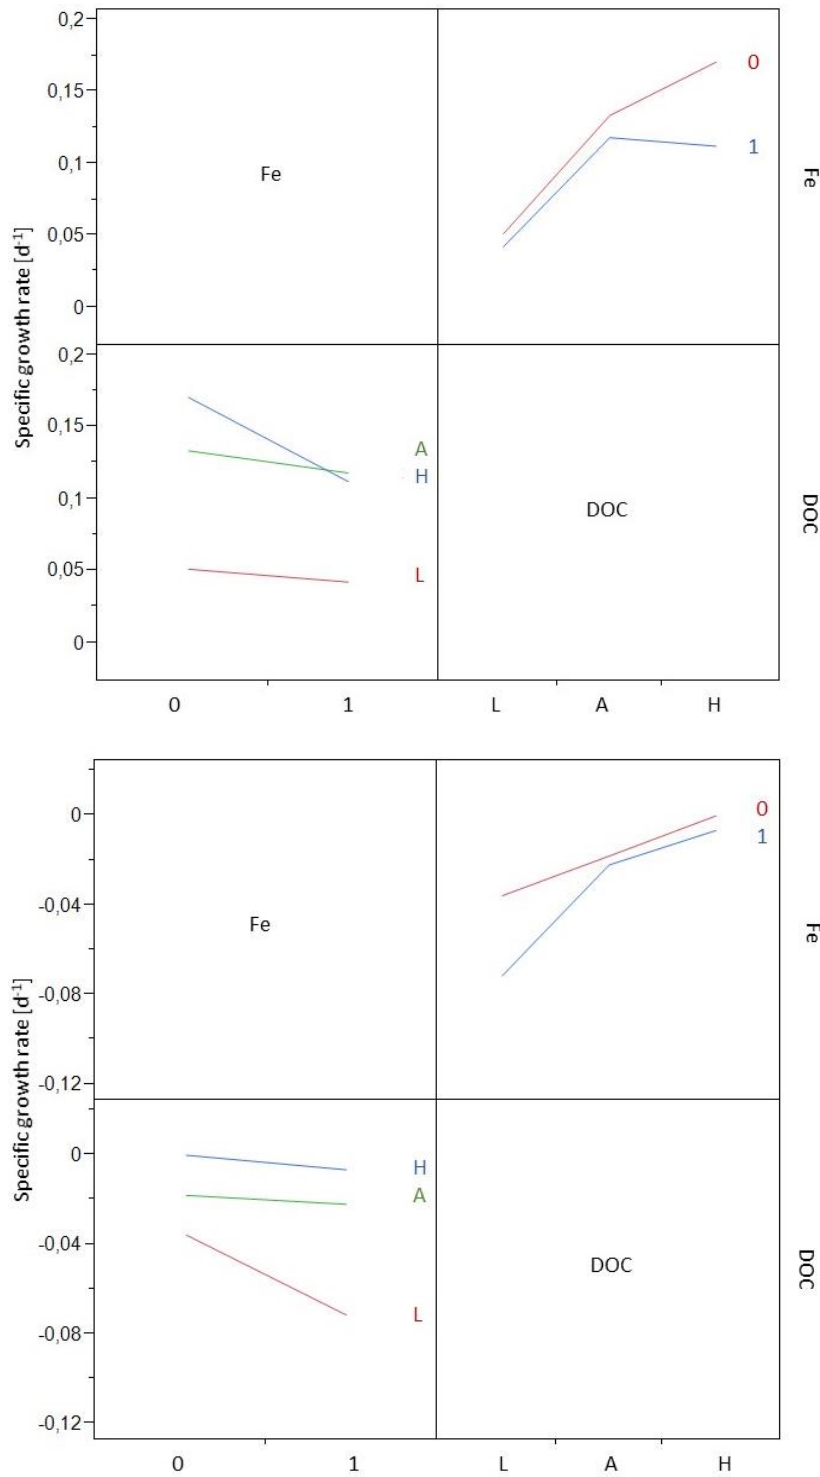 0,2
0,15
0
0,1
Fe
1
Fe
0,05
0
Specific growth rate [d-1]
0,2
0,15
A
H
0,1
DOC
DOC
0,05
L
0
0 1 L A H
0
0
1
-0,04
Fe
Fe
-0,08
-0,12
Specific growth rate [d-1]
0
H
A
-0,04
DOC
DOC
-0,08
L
-0,12
0 1 L A H